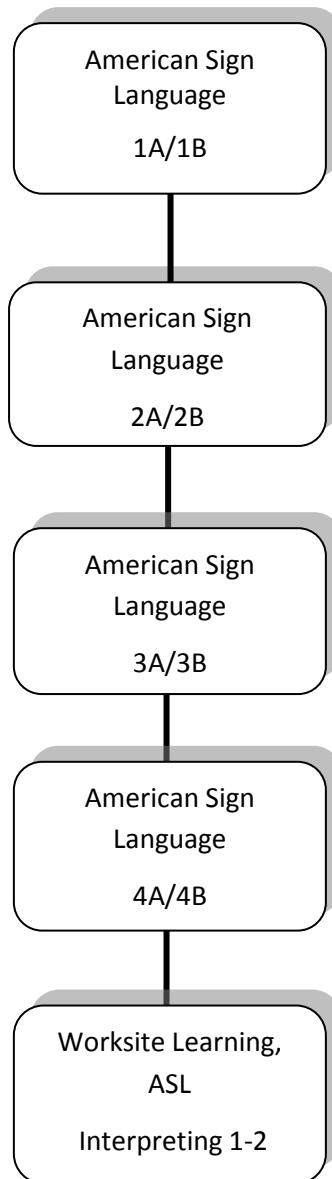 American Sign
Language
1A/1B
American Sign
Language
2A/2B
American Sign
Language
3A/3B
American Sign
Language
4A/4B
Worksite Learning,
ASL
Interpreting 1-2